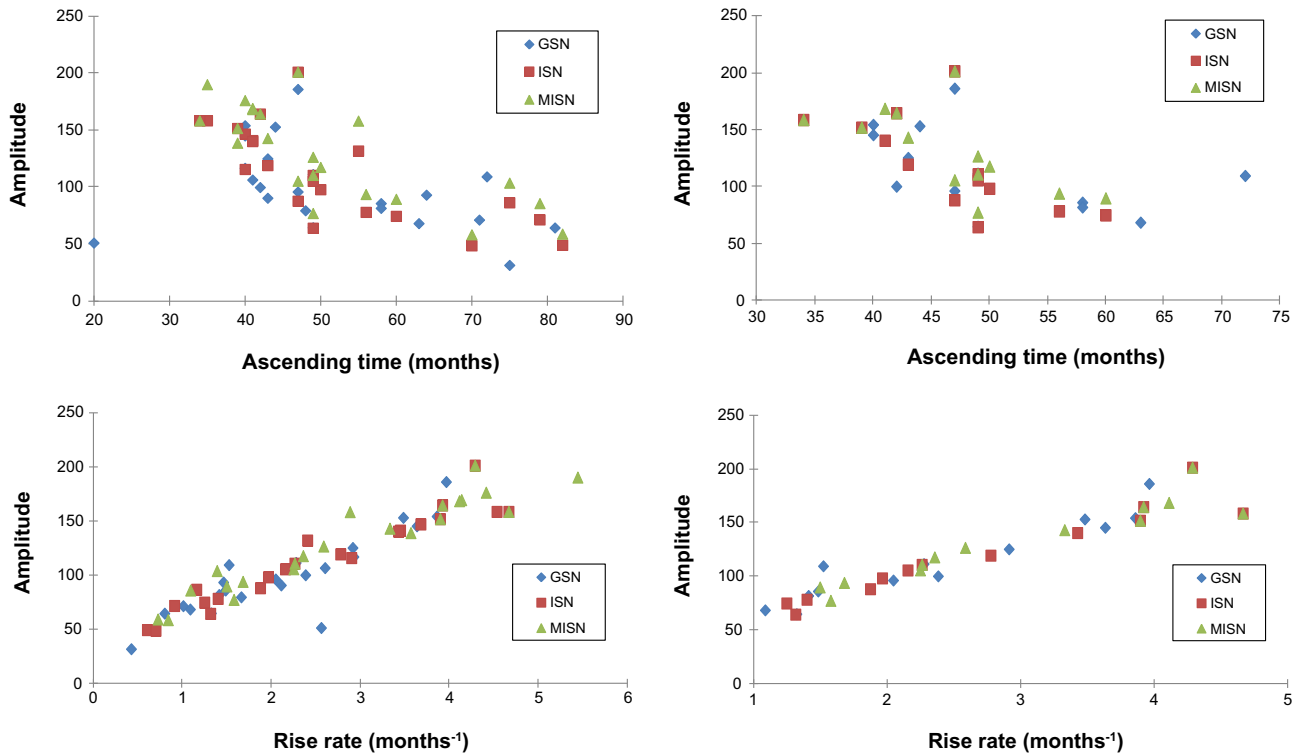 250
200
150
100
50
0
Amplitude
20 30 40 50 60 70 80 90
Ascending time (months)
GSN
ISN
MISN
250
200
150
100
50
0
Amplitude
30 35 40 45 50 55 60 65 70 75
Ascending time (months)
GSN
ISN
MISN
250
200
150
100
50
0
Amplitude
0 1 2 3 4 5 6
Rise rate (months⁻¹)
GSN
ISN
MISN
250
200
150
100
50
0
Amplitude
1 2 3 4 5
Rise rate (months⁻¹)
GSN
ISN
MISN